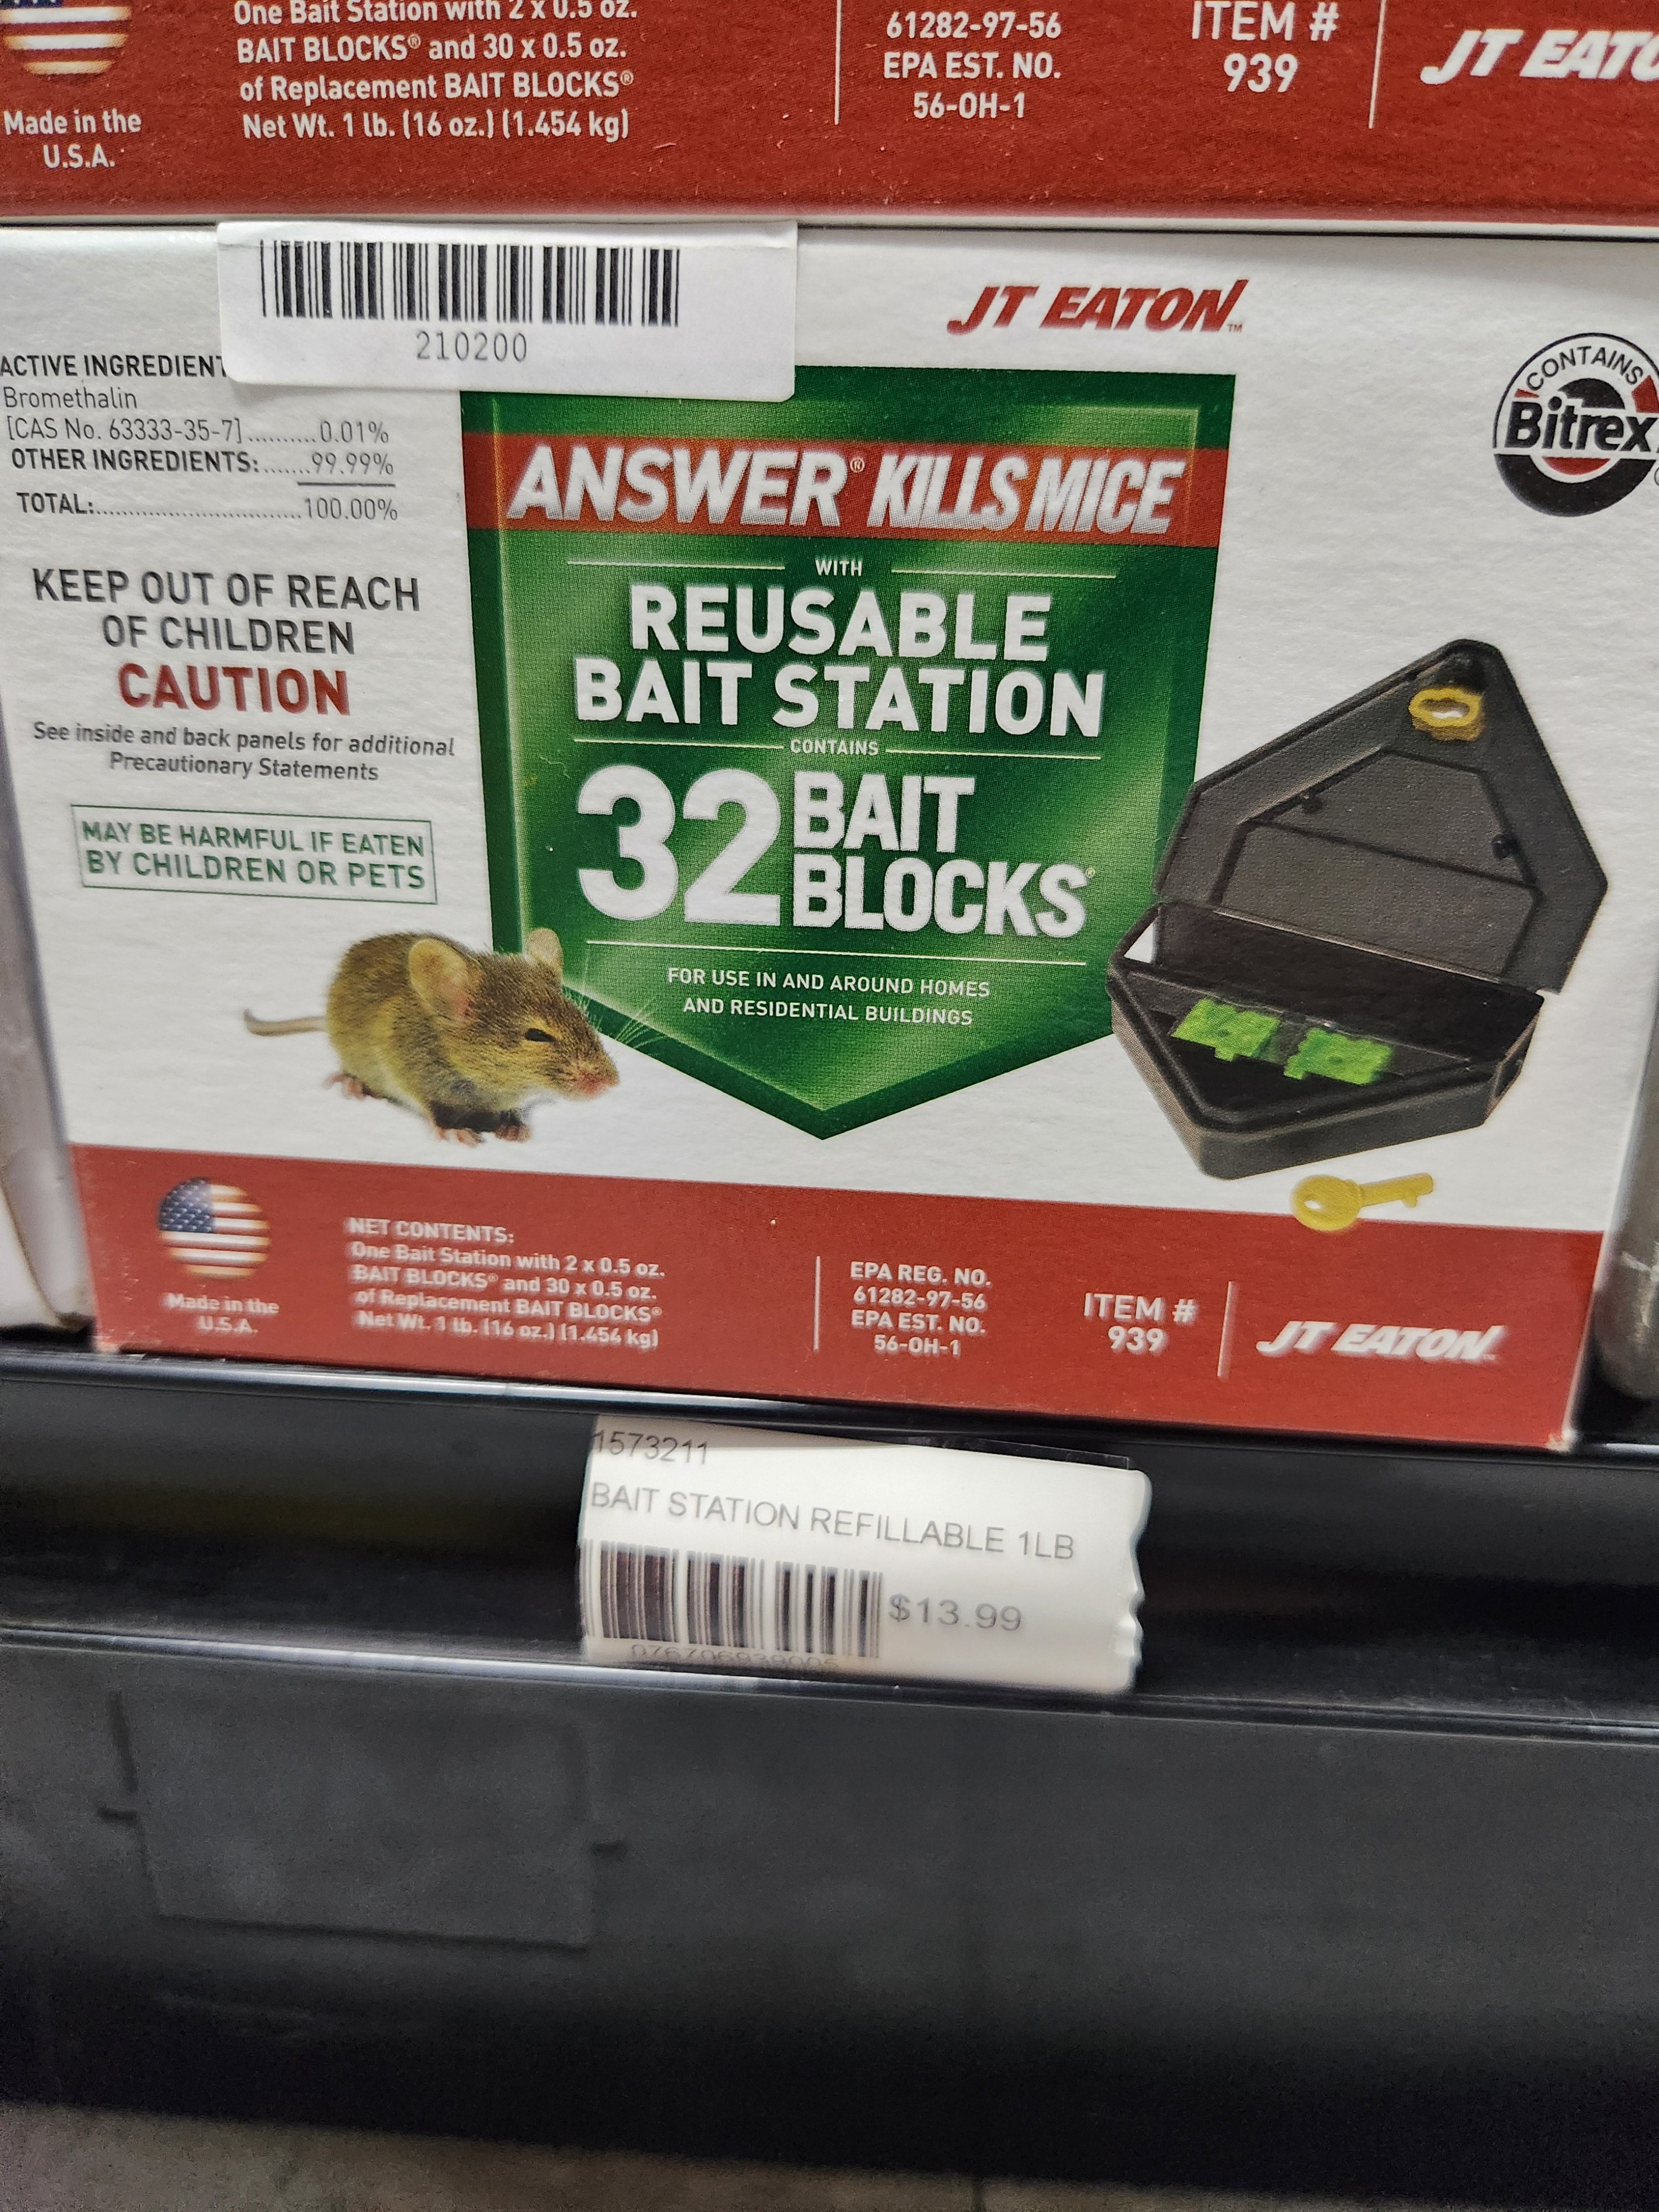 One Bait Station with 2 x 0.5 oz.
BAIT BLOCKS® and 30 x 0.5 oz.
of Replacement BAIT BLOCKS®
Net Wt. 1 lb. (16 oz.) (1.454 kg)
Made in the
U.S.A.
61282-97-56
EPA EST. NO.
56-OH-1
ITEM #
939
JT EATO
210200
JT EATON™
CONTAINS
Bitrex
ACTIVE INGREDIENT
Bromethalin
[CAS No. 63333-35-7]..........0.01%
OTHER INGREDIENTS:.......99.99%
TOTAL:..............................100.00%
KEEP OUT OF REACH
OF CHILDREN
CAUTION
See inside and back panels for additional
Precautionary Statements
MAY BE HARMFUL IF EATEN
BY CHILDREN OR PETS
ANSWER® KILLS MICE
WITH
REUSABLE
BAIT STATION
CONTAINS
32 BAIT
BLOCKS®
FOR USE IN AND AROUND HOMES
AND RESIDENTIAL BUILDINGS
Made in the
U.S.A.
NET CONTENTS:
One Bait Station with 2 x 0.5 oz.
BAIT BLOCKS® and 30 x 0.5 oz.
of Replacement BAIT BLOCKS®
Net Wt. 1 lb. (16 oz.) (1.454 kg)
EPA REG. NO.
61282-97-56
EPA EST. NO.
56-OH-1
ITEM #
939
JT EATON™
1573211
BAIT STATION REFILLABLE 1LB
$13.99